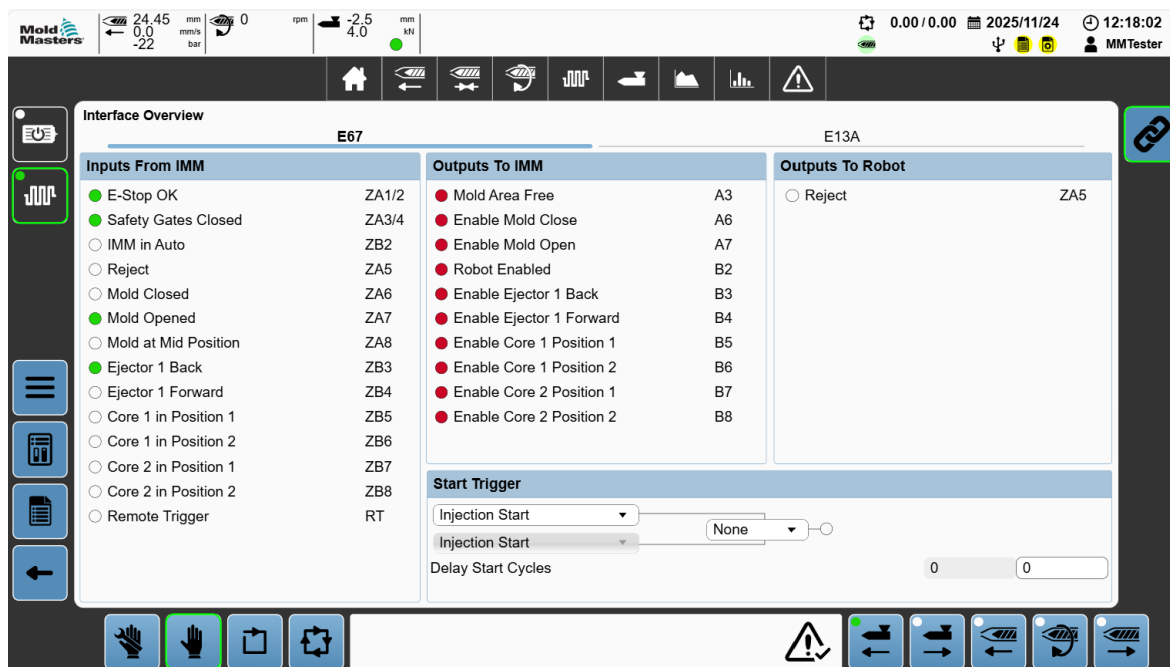 Mold
Masters
24.45 mm
0.0 mm/s
-22 bar
0 rpm
-2.5 mm
4.0 kN
0.00 / 0.00 2025/11/24 12:18:02
MMTester
Interface Overview
E67 E13A
Inputs From IMM
E-Stop OK ZA1/2
Safety Gates Closed ZA3/4
IMM in Auto ZB2
Reject ZA5
Mold Closed ZA6
Mold Opened ZA7
Mold at Mid Position ZA8
Ejector 1 Back ZB3
Ejector 1 Forward ZB4
Core 1 in Position 1 ZB5
Core 1 in Position 2 ZB6
Core 2 in Position 1 ZB7
Core 2 in Position 2 ZB8
Remote Trigger RT
Outputs To IMM
Mold Area Free A3
Enable Mold Close A6
Enable Mold Open A7
Robot Enabled B2
Enable Ejector 1 Back B3
Enable Ejector 1 Forward B4
Enable Core 1 Position 1 B5
Enable Core 1 Position 2 B6
Enable Core 2 Position 1 B7
Enable Core 2 Position 2 B8
Outputs To Robot
Reject ZA5
Start Trigger
Injection Start
None
Injection Start
Delay Start Cycles 0 0